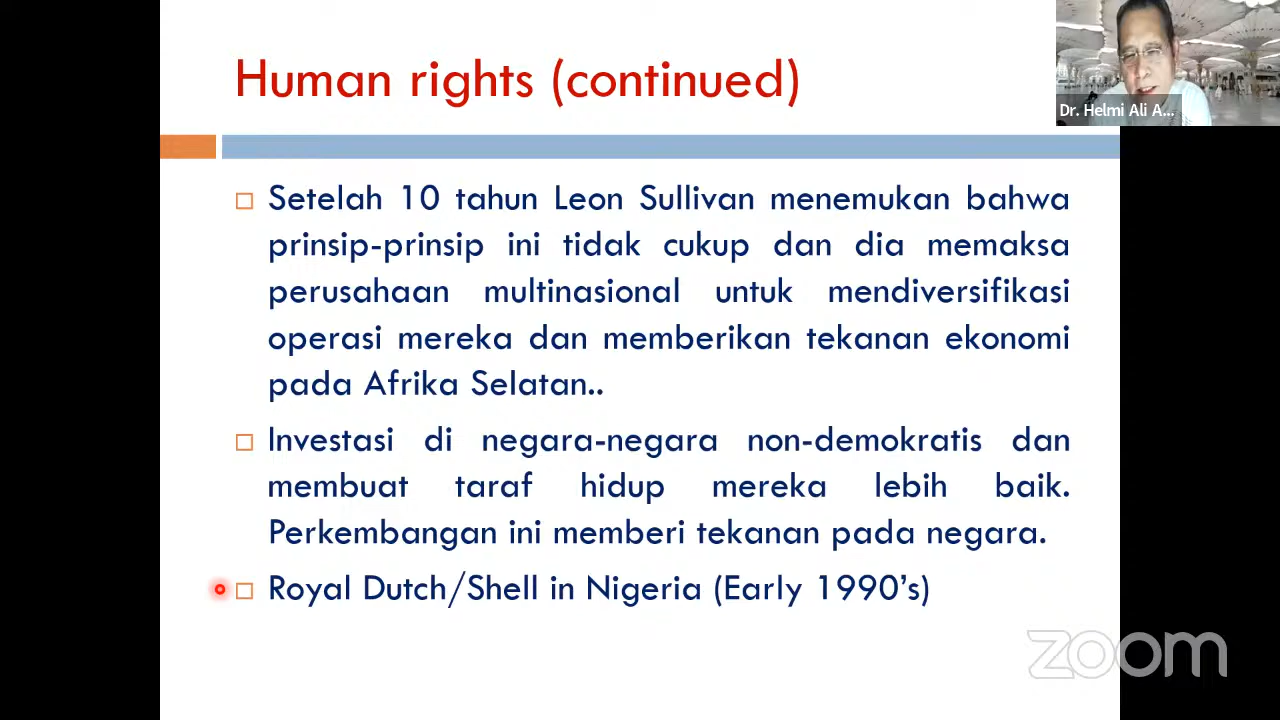 Human rights (continued)
Dr. Helmi Ali A...
Setelah 10 tahun Leon Sullivan menemukan bahwa
prinsip-prinsip ini tidak cukup dan dia memaksa
perusahaan multinasional untuk mendiversifikasi
operasi mereka dan memberikan tekanan ekonomi
pada Afrika Selatan..
Investasi di negara-negara non-demokratis dan
membuat taraf hidup mereka lebih baik.
Perkembangan ini memberi tekanan pada negara.
Royal Dutch/Shell in Nigeria (Early 1990’s)
zoom